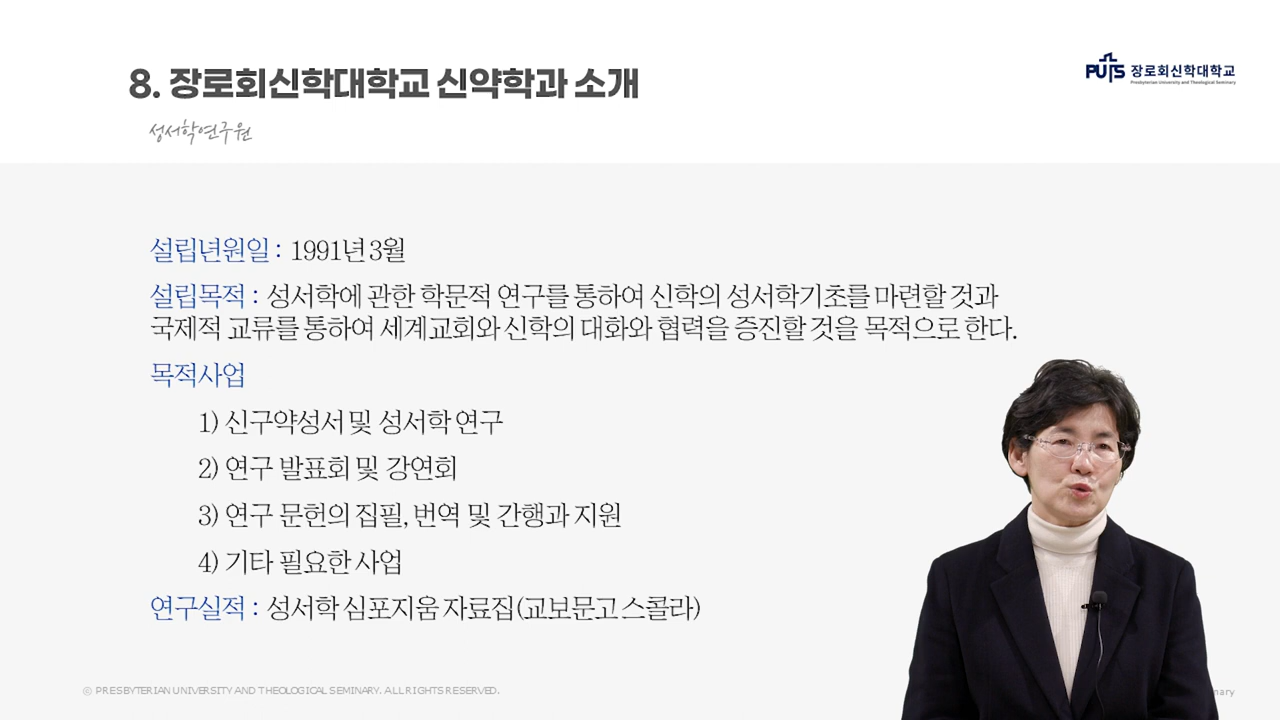 8. 장로회신학대학교 신약학과 소개
PUTS 장로회신학대학교
Presbyterian University and Theological Seminary
성서학연구원
설립년원일 : 1991년 3월
설립목적 : 성서학에 관한 학문적 연구를 통하여 신학의 성서학기초를 마련할 것과
국제적 교류를 통하여 세계교회와 신학의 대화와 협력을 증진할 것을 목적으로 한다.
목적사업
1) 신구약성서 및 성서학 연구
2) 연구 발표회 및 강연회
3) 연구 문헌의 집필, 번역 및 간행과 지원
4) 기타 필요한 사업
연구실적 : 성서학 심포지움 자료집(교보문고 스콜라)
© PRESBYTERIAN UNIVERSITY AND THEOLOGICAL SEMINARY. ALL RIGHTS RESERVED.